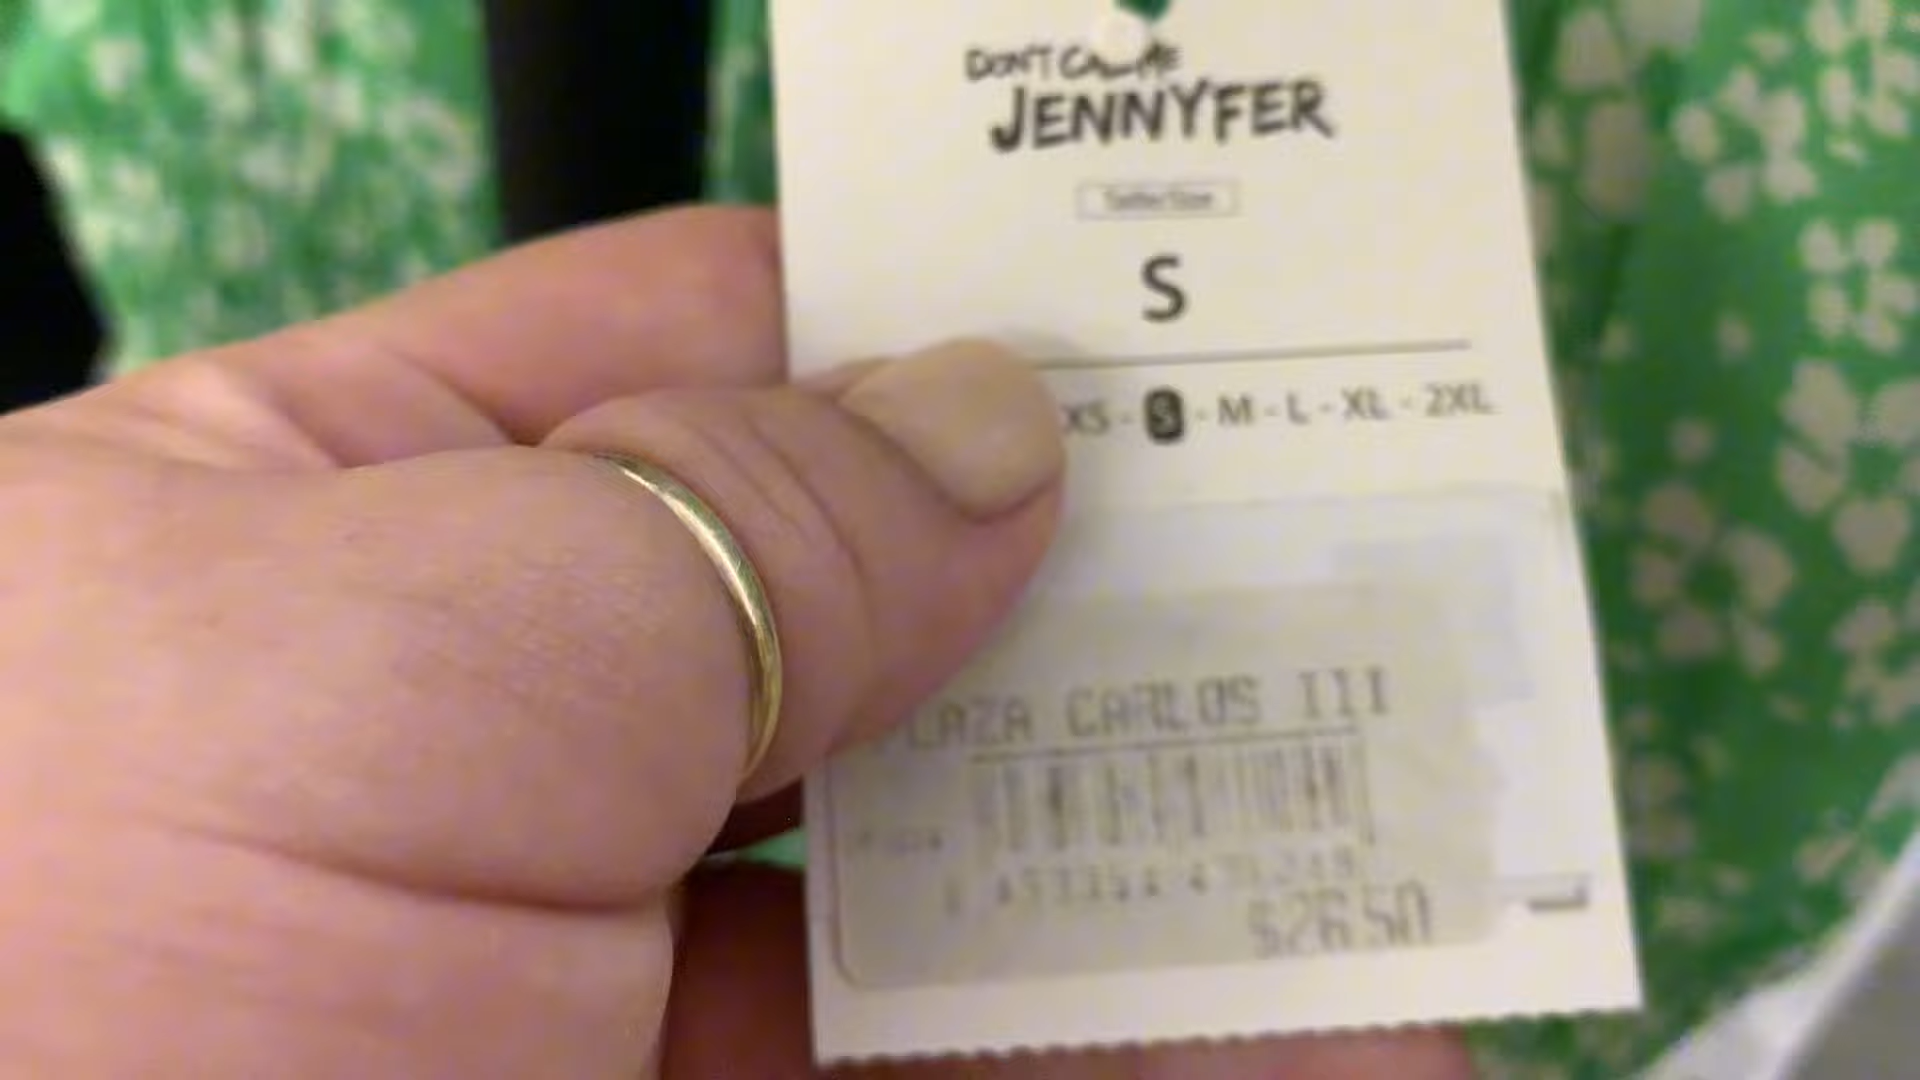 DON'T CALL ME
JENNYFER
S
XS - S - M - L - XL - 2XL
PLAZA CARLOS III
$26.50